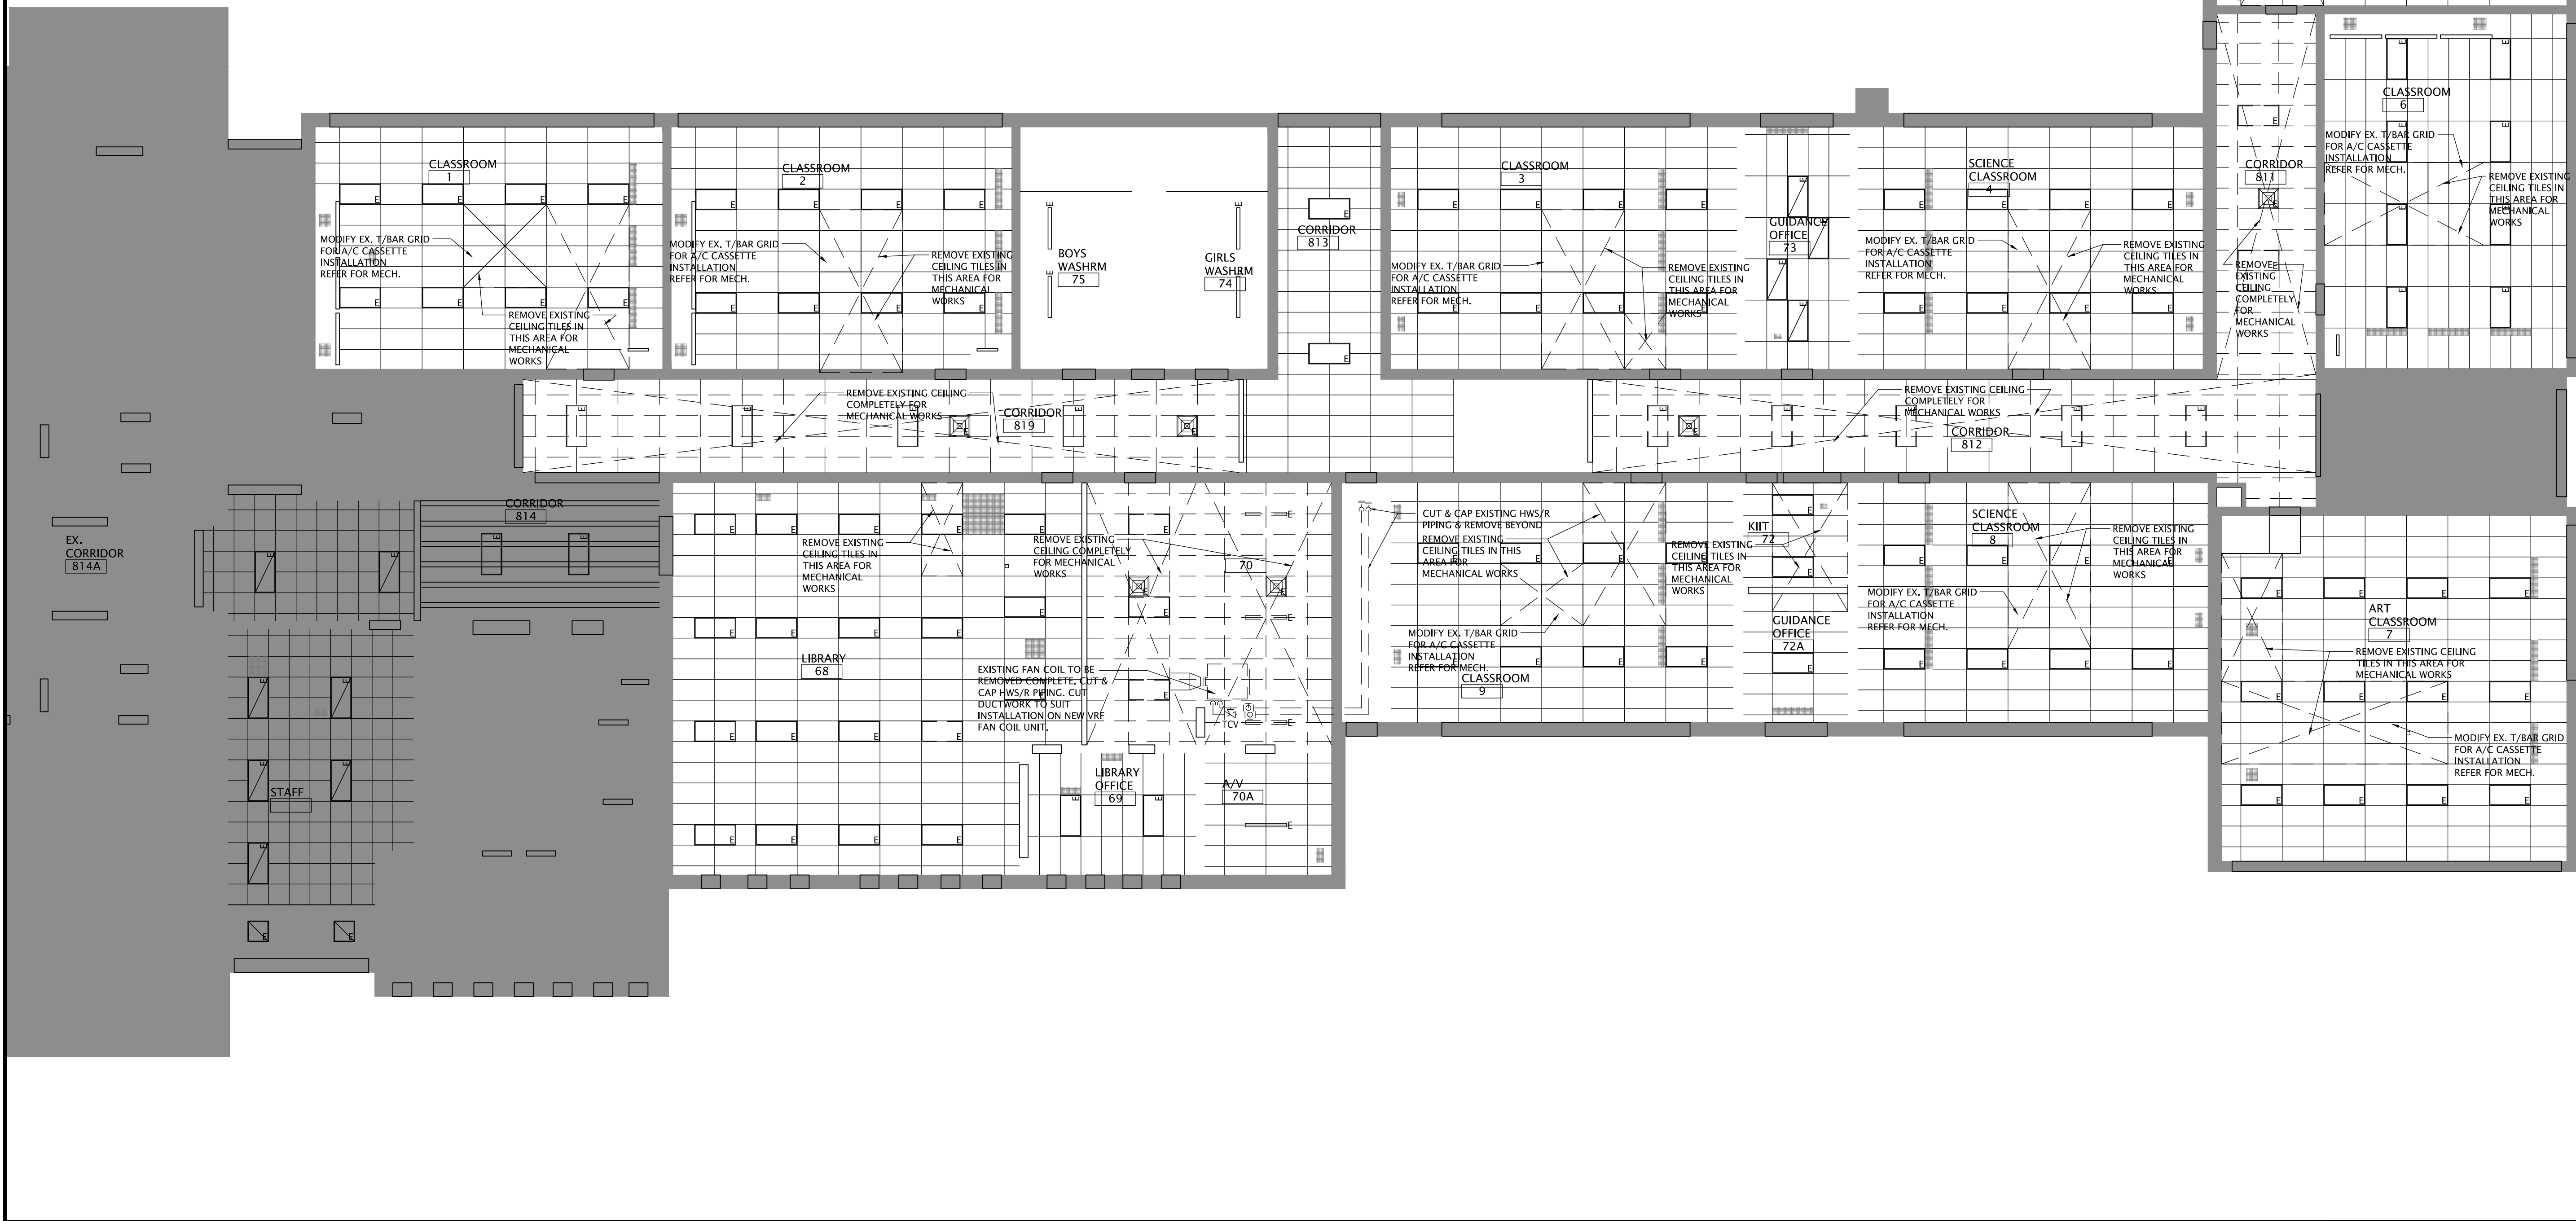 CLASSROOM
1
MODIFY EX. T/BAR GRID
FOR A/C CASSETTE
INSTALLATION
REFER FOR MECH.
REMOVE EXISTING
CEILING TILES IN
THIS AREA FOR
MECHANICAL
WORKS
CLASSROOM
2
MODIFY EX. T/BAR GRID
FOR A/C CASSETTE
INSTALLATION
REFER FOR MECH.
REMOVE EXISTING
CEILING TILES IN
THIS AREA FOR
MECHANICAL
WORKS
BOYS
WASHRM
75
GIRLS
WASHRM
74
CORRIDOR
813
CLASSROOM
3
MODIFY EX. T/BAR GRID
FOR A/C CASSETTE
INSTALLATION
REFER FOR MECH.
REMOVE EXISTING
CEILING TILES IN
THIS AREA FOR
MECHANICAL
WORKS
GUIDANCE
OFFICE
73
SCIENCE
CLASSROOM
4
MODIFY EX. T/BAR GRID
FOR A/C CASSETTE
INSTALLATION
REFER FOR MECH.
REMOVE EXISTING
CEILING TILES IN
THIS AREA FOR
MECHANICAL
WORKS
CORRIDOR
811
REMOVE
EXISTING
CEILING
COMPLETELY
FOR
MECHANICAL
WORKS
CLASSROOM
6
MODIFY EX. T/BAR GRID
FOR A/C CASSETTE
INSTALLATION
REFER FOR MECH.
REMOVE EXISTING
CEILING TILES IN
THIS AREA FOR
MECHANICAL
WORKS
REMOVE EXISTING CEILING
COMPLETELY FOR
MECHANICAL WORKS
CORRIDOR
819
REMOVE EXISTING CEILING
COMPLETELY FOR
MECHANICAL WORKS
CORRIDOR
812
CORRIDOR
814
EX.
CORRIDOR
814A
STAFF
REMOVE EXISTING
CEILING TILES IN
THIS AREA FOR
MECHANICAL
WORKS
LIBRARY
68
REMOVE EXISTING
CEILING COMPLETELY
FOR MECHANICAL
WORKS
70
EXISTING FAN COIL TO BE
REMOVED COMPLETE. CUT &
CAP HWS/R PIPING. CUT
DUCTWORK TO SUIT
INSTALLATION ON NEW VRF
FAN COIL UNIT.
TCV
LIBRARY
OFFICE
69
A/V
70A
CUT & CAP EXISTING HWS/R
PIPING & REMOVE BEYOND
REMOVE EXISTING
CEILING TILES IN THIS
AREA FOR
MECHANICAL WORKS
MODIFY EX. T/BAR GRID
FOR A/C CASSETTE
INSTALLATION
REFER FOR MECH.
CLASSROOM
9
KIIT
72
REMOVE EXISTING
CEILING TILES IN
THIS AREA FOR
MECHANICAL
WORKS
GUIDANCE
OFFICE
72A
SCIENCE
CLASSROOM
8
REMOVE EXISTING
CEILING TILES IN
THIS AREA FOR
MECHANICAL
WORKS
MODIFY EX. T/BAR GRID
FOR A/C CASSETTE
INSTALLATION
REFER FOR MECH.
ART
CLASSROOM
7
REMOVE EXISTING CEILING
TILES IN THIS AREA FOR
MECHANICAL WORKS
MODIFY EX. T/BAR GRID
FOR A/C CASSETTE
INSTALLATION
REFER FOR MECH.